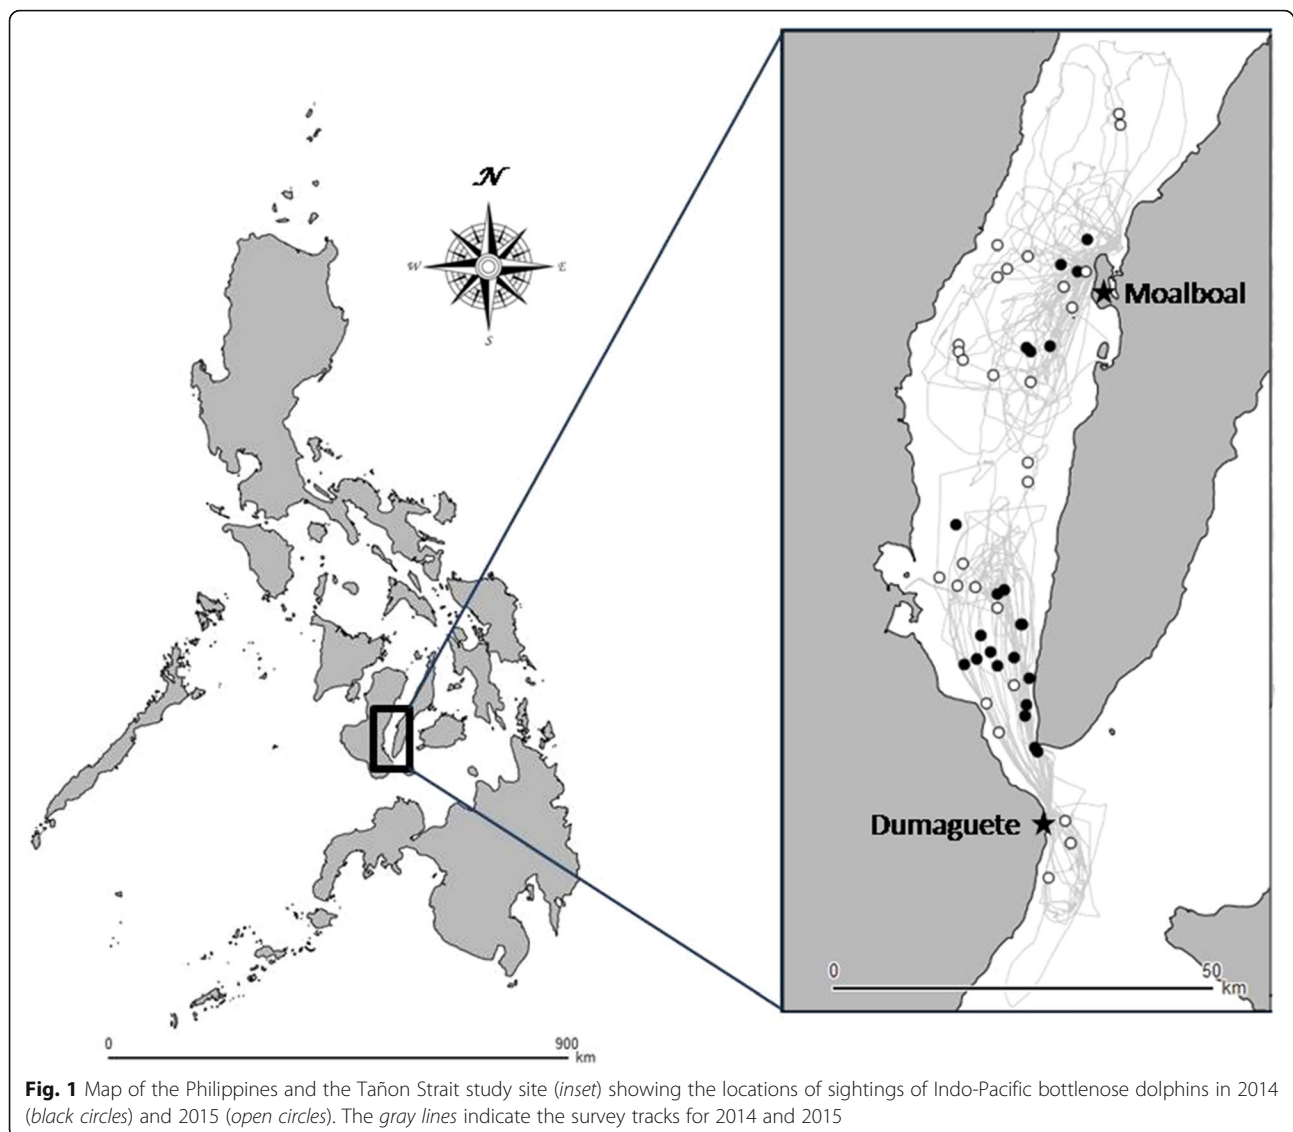 N
W
E
S
Moalboal
Dumaguete
0
50
km
0
900
km
Fig. 1 Map of the Philippines and the Tañon Strait study site (inset) showing the locations of sightings of Indo-Pacific bottlenose dolphins in 2014
(black circles) and 2015 (open circles). The gray lines indicate the survey tracks for 2014 and 2015